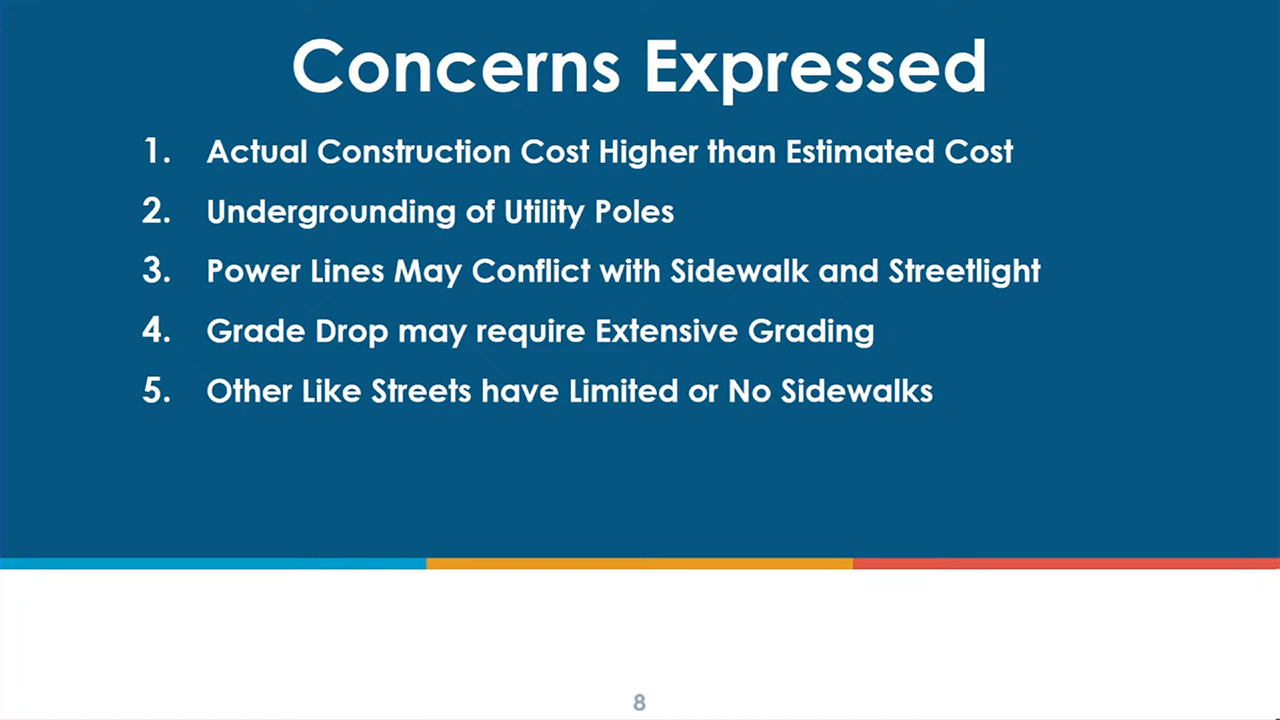 Concerns Expressed
1. Actual Construction Cost Higher than Estimated Cost
2. Undergrounding of Utility Poles
3. Power Lines May Conflict with Sidewalk and Streetlight
4. Grade Drop may require Extensive Grading
5. Other Like Streets have Limited or No Sidewalks
8